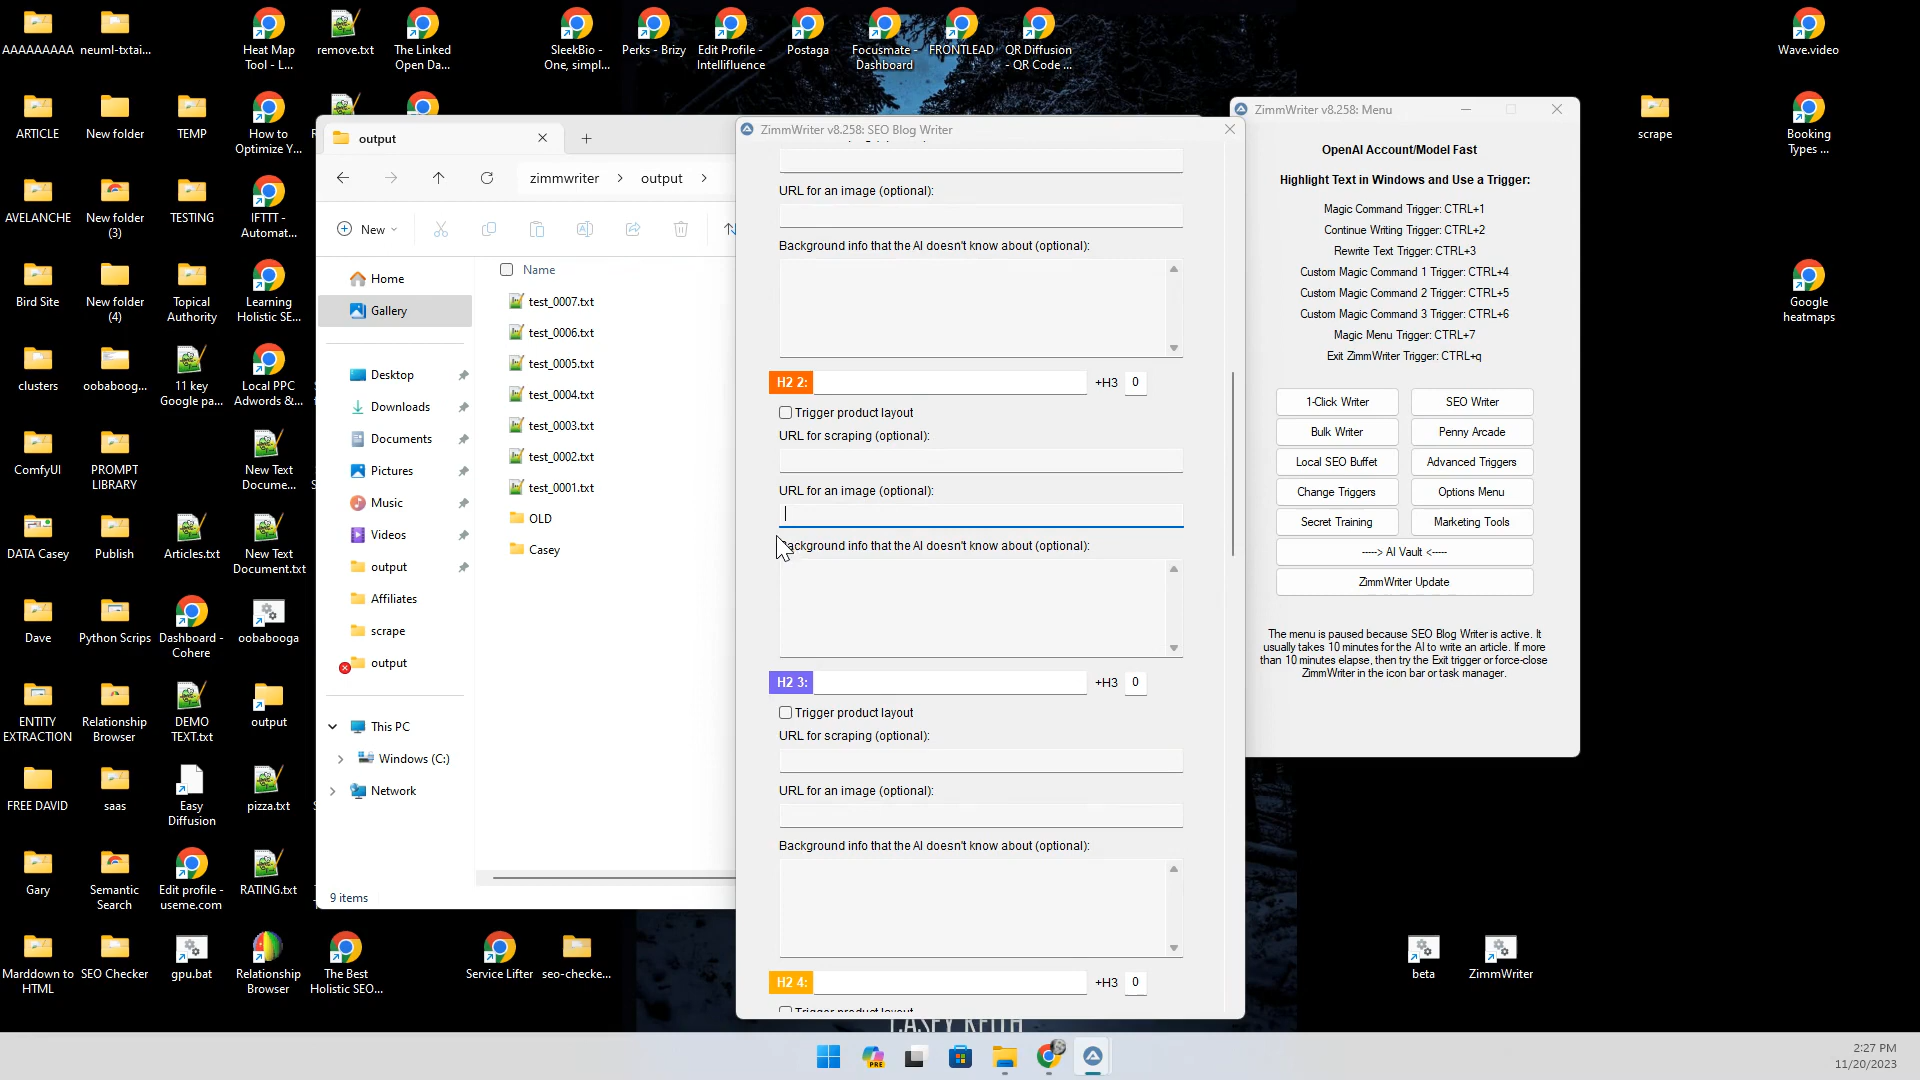 AAAAAAAAA
neuml-txtai...
Heat Map
Tool - L...
remove.txt
The Linked
Open Da...
SleekBio -
One, simpl...
Perks - Brizy
Edit Profile -
Intellifluence
Postaga
Focusmate -
Dashboard
FRONTLEAD
QR Diffusion
- QR Code ...
Wave.video
ARTICLE
New folder
TEMP
How to
Optimize Y...
scrape
Booking
Types ...
AVELANCHE
New folder
(3)
TESTING
IFTTT -
Automat...
Bird Site
New folder
(4)
Topical
Authority
Learning
Holistic SE...
Google
heatmaps
clusters
oobaboog...
11 key
Google pa...
Local PPC
Adwords &...
ComfyUI
PROMPT
LIBRARY
New Text
Docume...
DATA Casey
Publish
Articles.txt
New Text
Document.txt
Dave
Python Scrips
Dashboard -
Cohere
oobabooga
ENTITY
EXTRACTION
Relationship
Browser
DEMO
TEXT.txt
output
FREE DAVID
saas
Easy
Diffusion
pizza.txt
Gary
Semantic
Search
Edit profile -
useme.com
RATING.txt
Marddown to
HTML
SEO Checker
gpu.bat
Relationship
Browser
The Best
Holistic SEO...
Service Lifter
seo-checke...
beta
ZimmWriter
output
zimmwriter
output
New
Home
Gallery
Desktop
Downloads
Documents
Pictures
Music
Videos
output
Affiliates
scrape
output
This PC
Windows (C:)
Network
Name
test_0007.txt
test_0006.txt
test_0005.txt
test_0004.txt
test_0003.txt
test_0002.txt
test_0001.txt
OLD
Casey
9 items
ZimmWriter v8.258: SEO Blog Writer
URL for an image (optional):
Background info that the AI doesn't know about (optional):
H2 2: +H3 0
Trigger product layout
URL for scraping (optional):
URL for an image (optional):
Background info that the AI doesn't know about (optional):
H2 3: +H3 0
Trigger product layout
URL for scraping (optional):
URL for an image (optional):
Background info that the AI doesn't know about (optional):
H2 4: +H3 0
Trigger product layout
ZimmWriter v8.258: Menu
OpenAI Account/Model Fast
Highlight Text in Windows and Use a Trigger:
Magic Command Trigger: CTRL+1
Continue Writing Trigger: CTRL+2
Rewrite Text Trigger: CTRL+3
Custom Magic Command 1 Trigger: CTRL+4
Custom Magic Command 2 Trigger: CTRL+5
Custom Magic Command 3 Trigger: CTRL+6
Magic Menu Trigger: CTRL+7
Exit ZimmWriter Trigger: CTRL+q
1-Click Writer
SEO Writer
Bulk Writer
Penny Arcade
Local SEO Buffet
Advanced Triggers
Change Triggers
Options Menu
Secret Training
Marketing Tools
----> AI Vault <-----
ZimmWriter Update
The menu is paused because SEO Blog Writer is active. It
usually takes 10 minutes for the AI to write an article. If more
than 10 minutes elapse, then try the Exit trigger or force-close
ZimmWriter in the icon bar or task manager.
CASEY KEITH
PRE
2:27 PM
11/20/2023